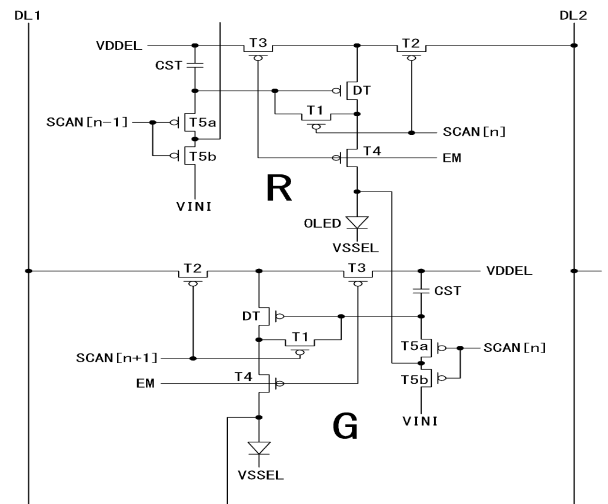 DL1 DL2
VDDEL T3 T2
CST
DT
SCAN[n-1] T5a T1
SCAN[n]
T5b T4
EM
VINI R
OLED
VSSEL
T2 T3
VDDEL
CST
DT
T1 T5a SCAN[n]
SCAN[n+1]
EM T4 T5b
G VINI
VSSEL